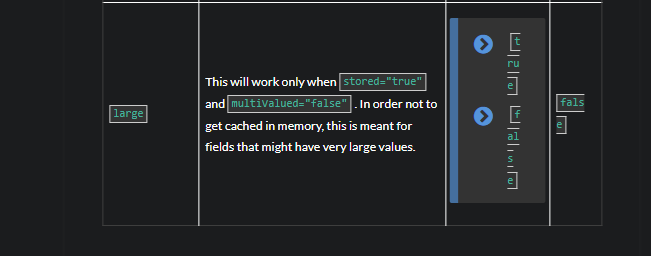 large
This will work only when stored="true"
and multiValued="false" . In order not to
get cached in memory, this is meant for
fields that might have very large values.
t
ru
e
f
al
s
e
fals
e